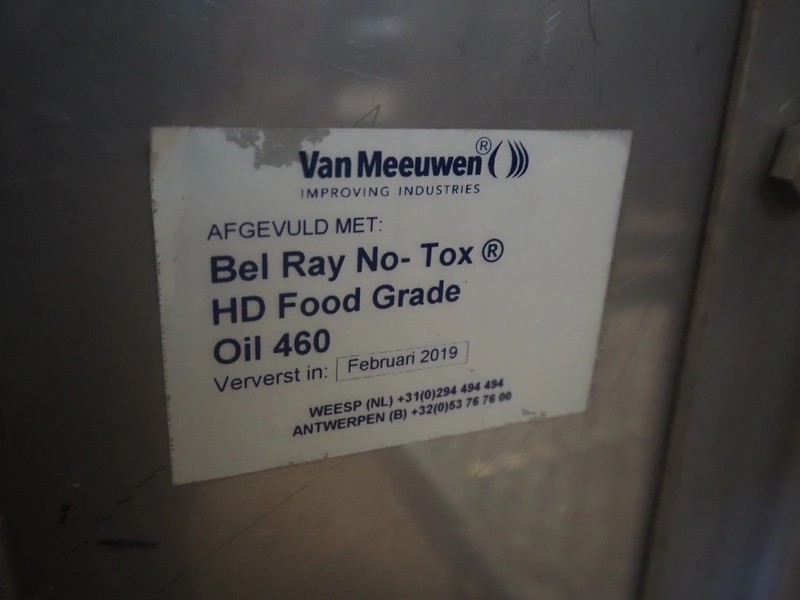 Van Meeuwen®
IMPROVING INDUSTRIES
AFGEVULD MET:
Bel Ray No- Tox ®
HD Food Grade
Oil 460
Ververst in: Februari 2019
WEESP (NL) +31(0)294 494 494
ANTWERPEN (B) +32(0)53 76 76 00